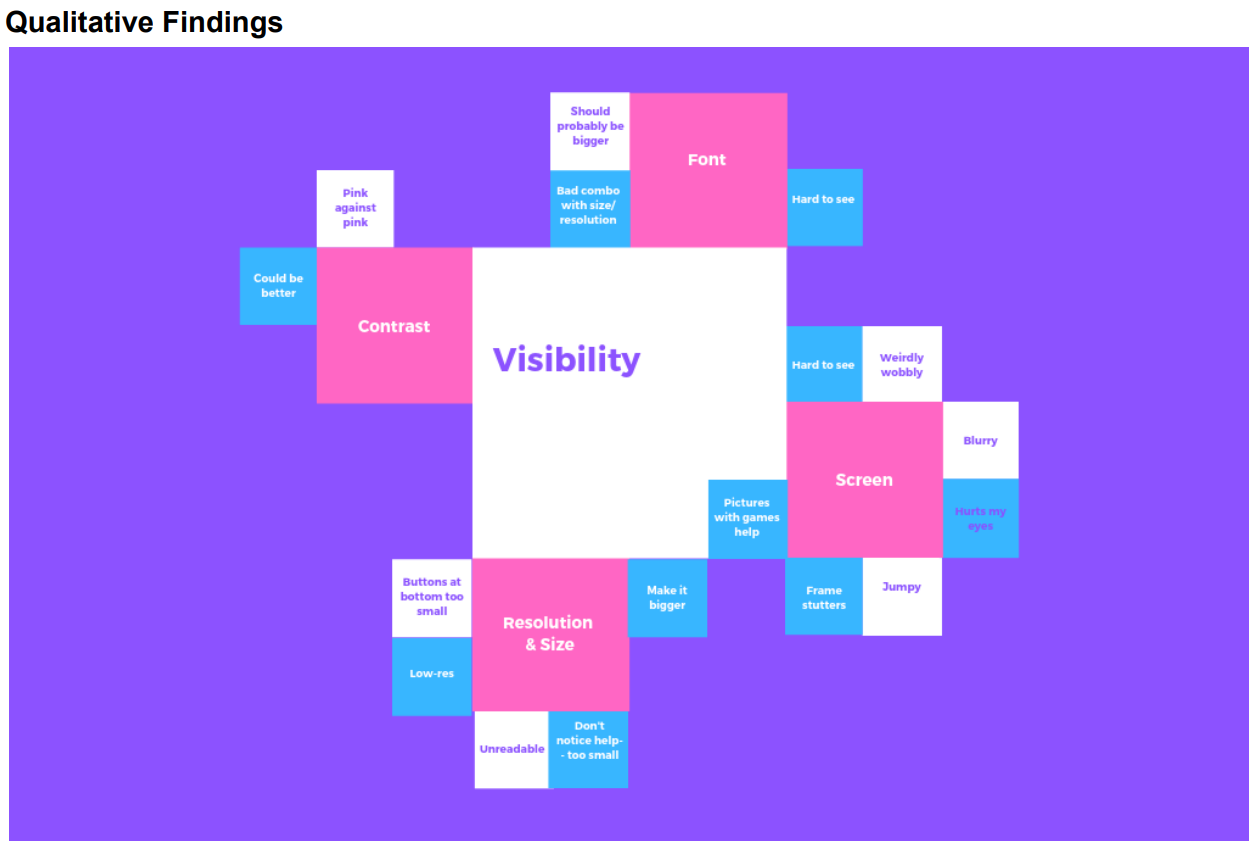 Qualitative Findings
Should
probably be
bigger
Font
Bad combo
with size/
resolution
Hard to see
Pink
against
pink
Could be
better
Contrast
Visibility
Hard to see
Weirdly
wobbly
Blurry
Screen
Hurts my
eyes
Pictures
with games
help
Frame
stutters
Jumpy
Buttons at
bottom too
small
Resolution
& Size
Make it
bigger
Low-res
Unreadable
Don't
notice help-
- too small